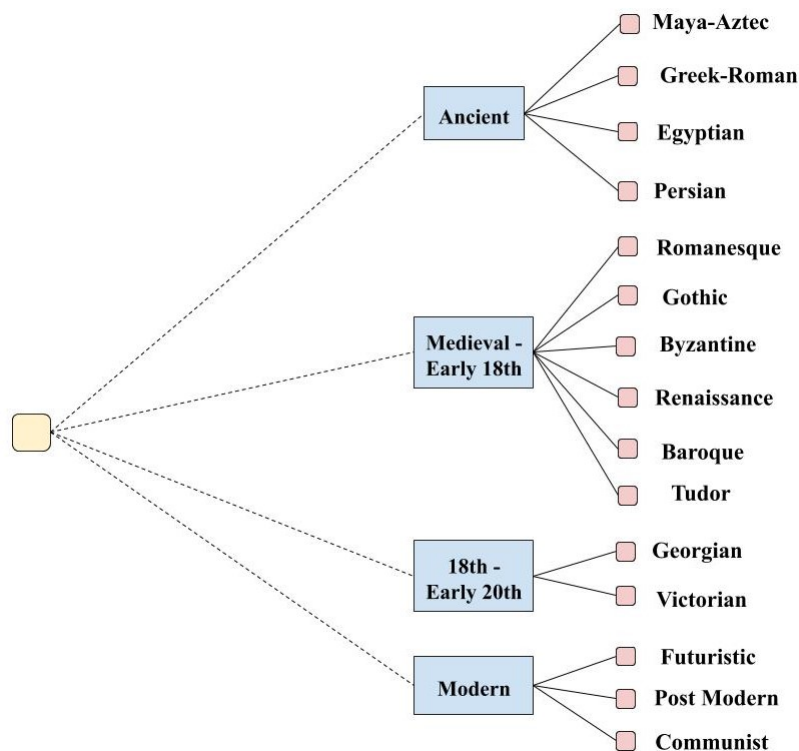 Maya-Aztec
Greek-Roman
Ancient
Egyptian
Persian
Romanesque
Gothic
Medieval -
Early 18th
Byzantine
Renaissance
Baroque
Tudor
Georgian
18th -
Early 20th
Victorian
Futuristic
Modern
Post Modern
Communist